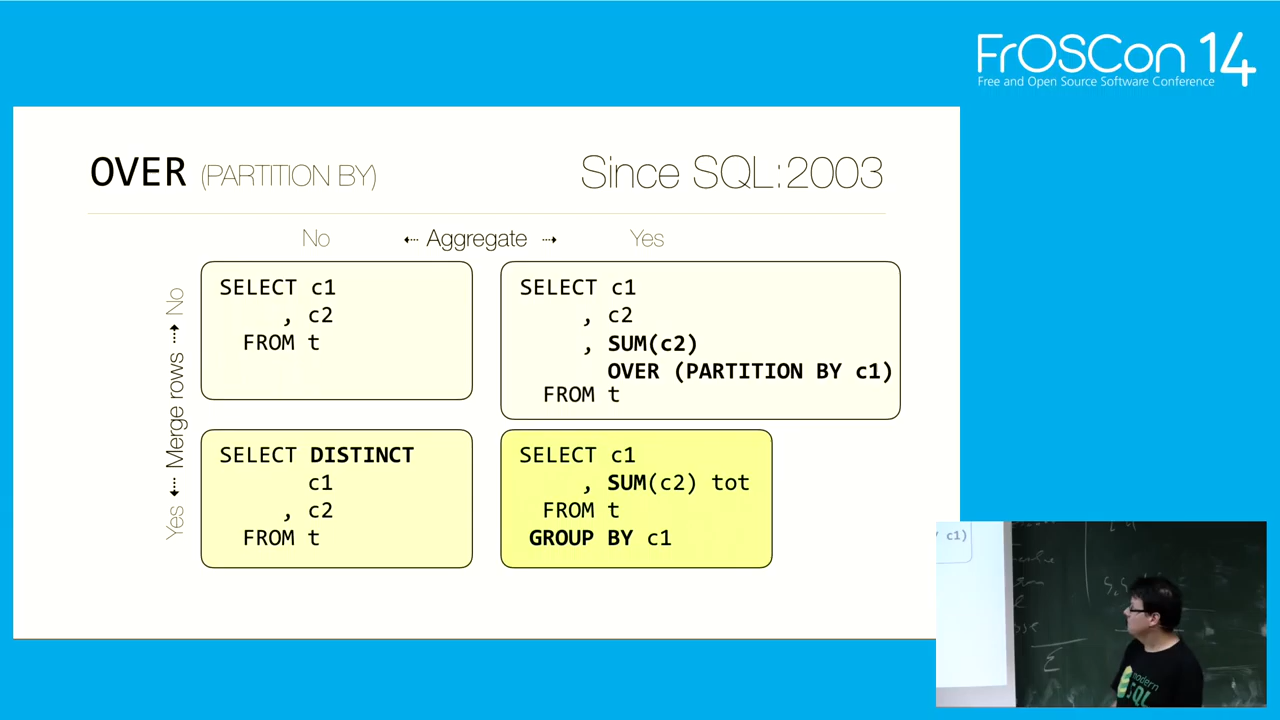 FrOSCon 14
Free and Open Source Software Conference
OVER (PARTITION BY)
Since SQL:2003
No Aggregate Yes
Yes Merge rows No
SELECT c1
, c2
FROM t
SELECT c1
, c2
, SUM(c2)
OVER (PARTITION BY c1)
FROM t
SELECT DISTINCT
c1
, c2
FROM t
SELECT c1
, SUM(c2) tot
FROM t
GROUP BY c1
c1)
modern
SQL